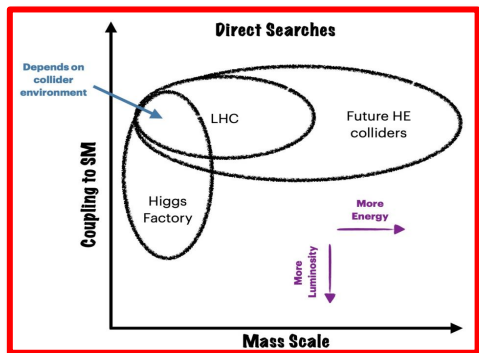 Direct Searches
Depends on
collider
environment
LHC
Future HE
colliders
Higgs
Factory
More
Energy
More
Luminosity
Coupling to SM
Mass Scale